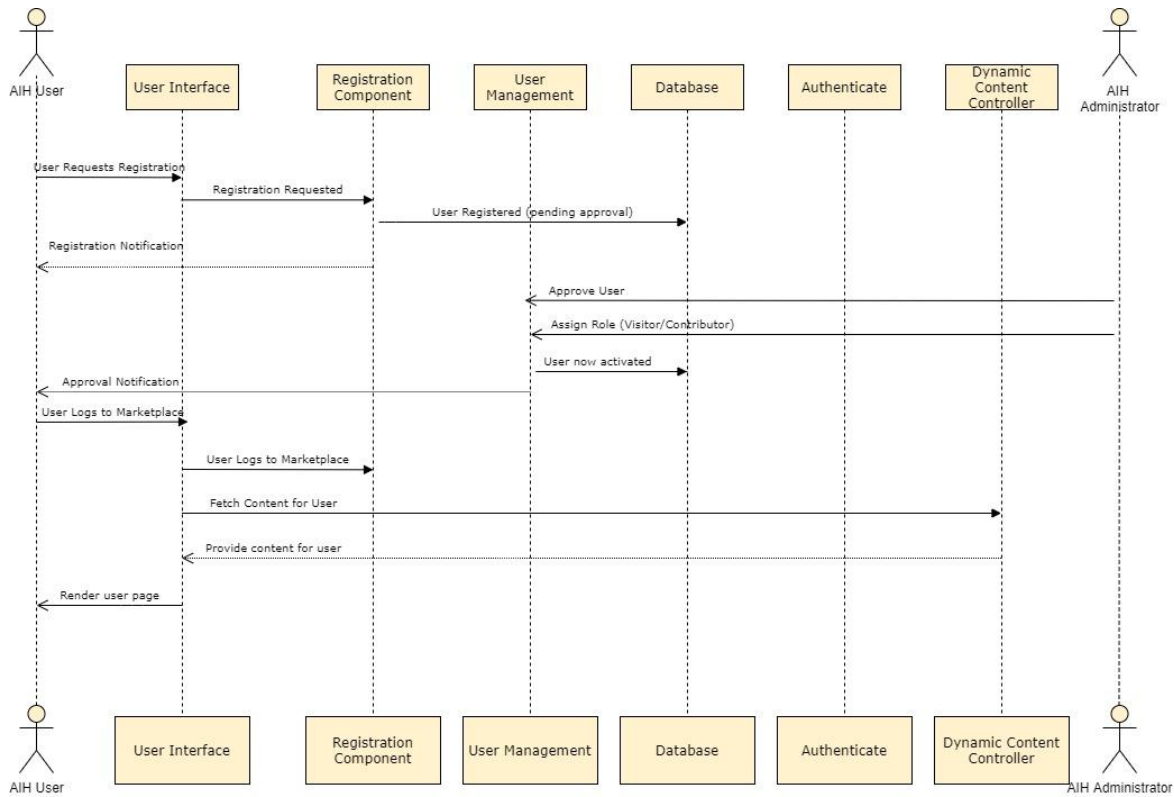 AIH User
User Interface
Registration
Component
User
Management
Database
Authenticate
Dynamic
Content
Controller
AIH
Administrator
User Requests Registration
Registration Requested
User Registered (pending approval)
Registration Notification
Approve User
Assign Role (Visitor/Contributor)
User now activated
Approval Notification
User Logs to Marketplace
User Logs to Marketplace
Fetch Content for User
Provide content for user
Render user page
AIH User
User Interface
Registration
Component
User Management
Database
Authenticate
Dynamic Content
Controller
AIH Administrator